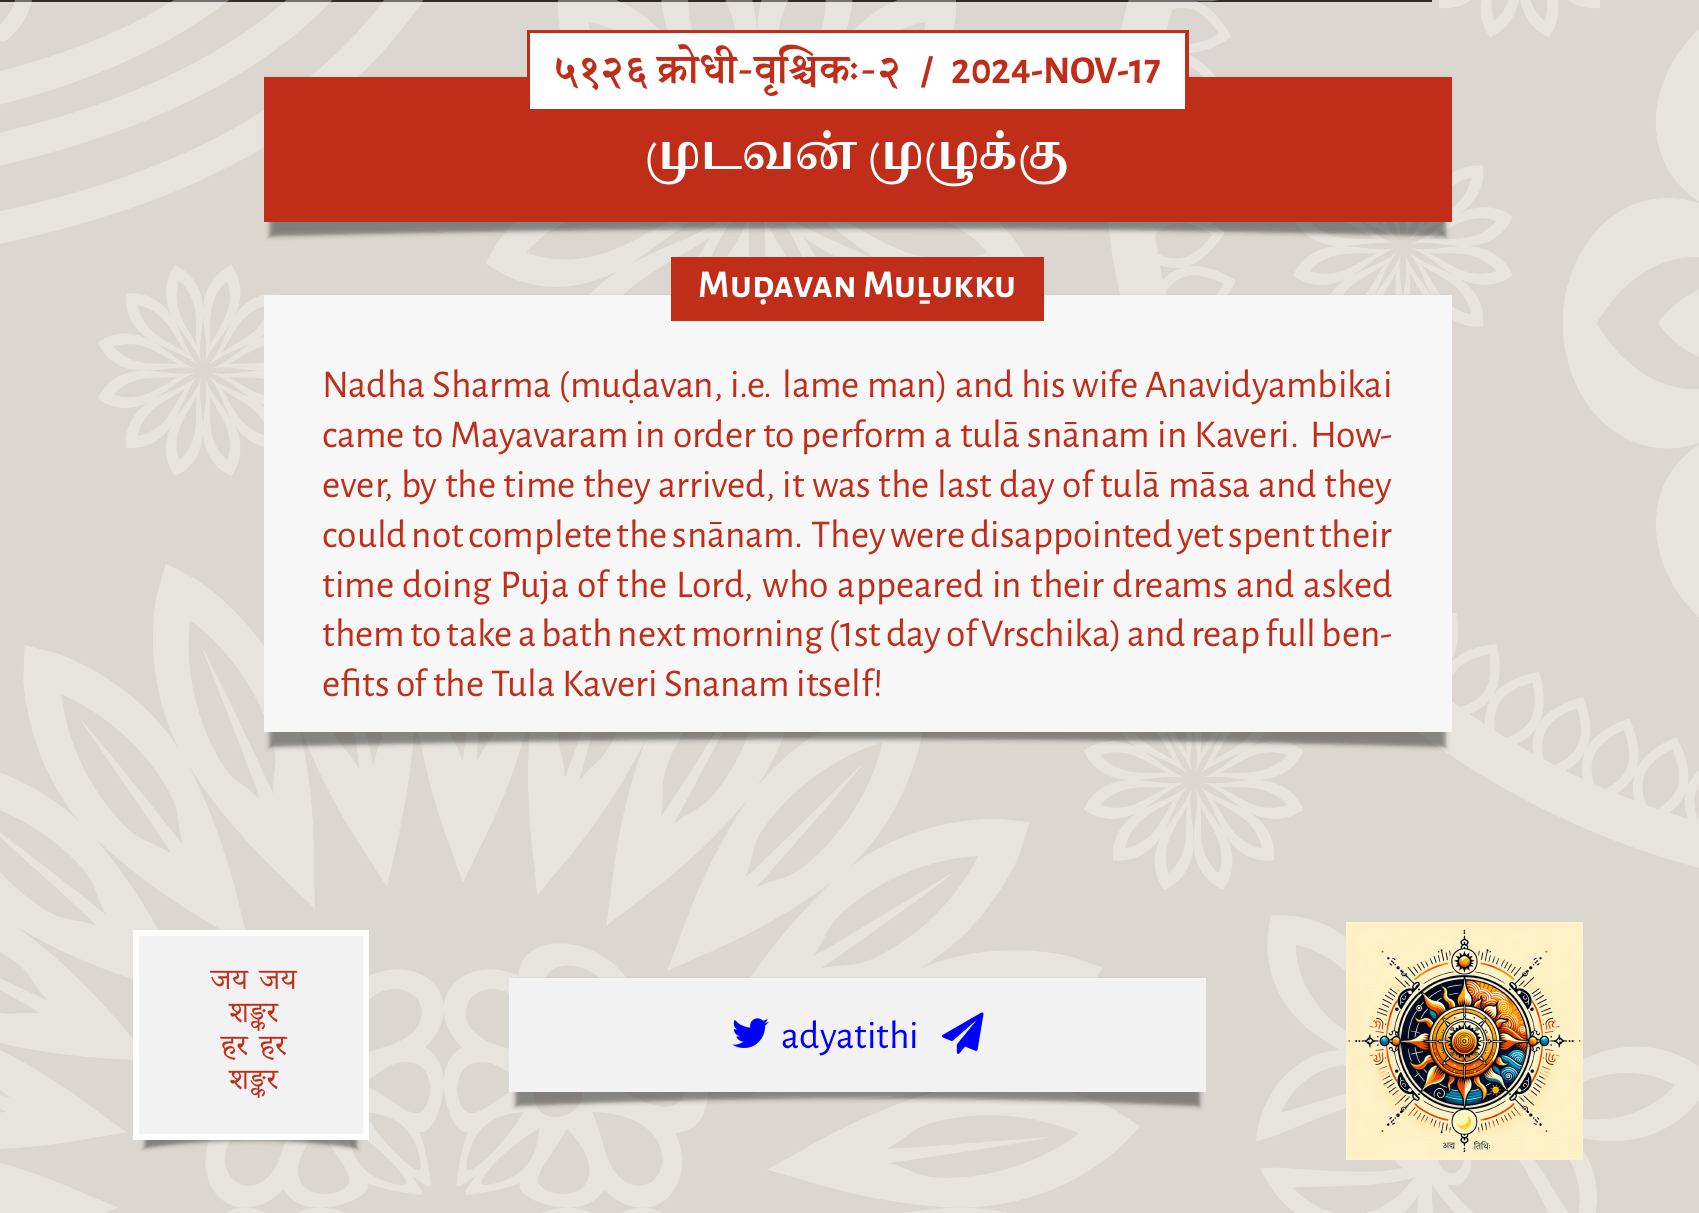 ५१२६ क्रोधी-वृश्चिकः-२ / 2024-NOV-17
முடவன் முழுக்கு
Muḍavan Muḻukku
Nadha Sharma (muḍavan, i.e. lame man) and his wife Anavidyambikai
came to Mayavaram in order to perform a tulā snānam in Kaveri. How-
ever, by the time they arrived, it was the last day of tulā māsa and they
could not complete the snānam. They were disappointed yet spent their
time doing Puja of the Lord, who appeared in their dreams and asked
them to take a bath next morning (1st day of Vrschika) and reap full ben-
efits of the Tula Kaveri Snanam itself!
जय जय
शङ्कर
हर हर
शङ्कर
adyatithi
अद्य तिथिः